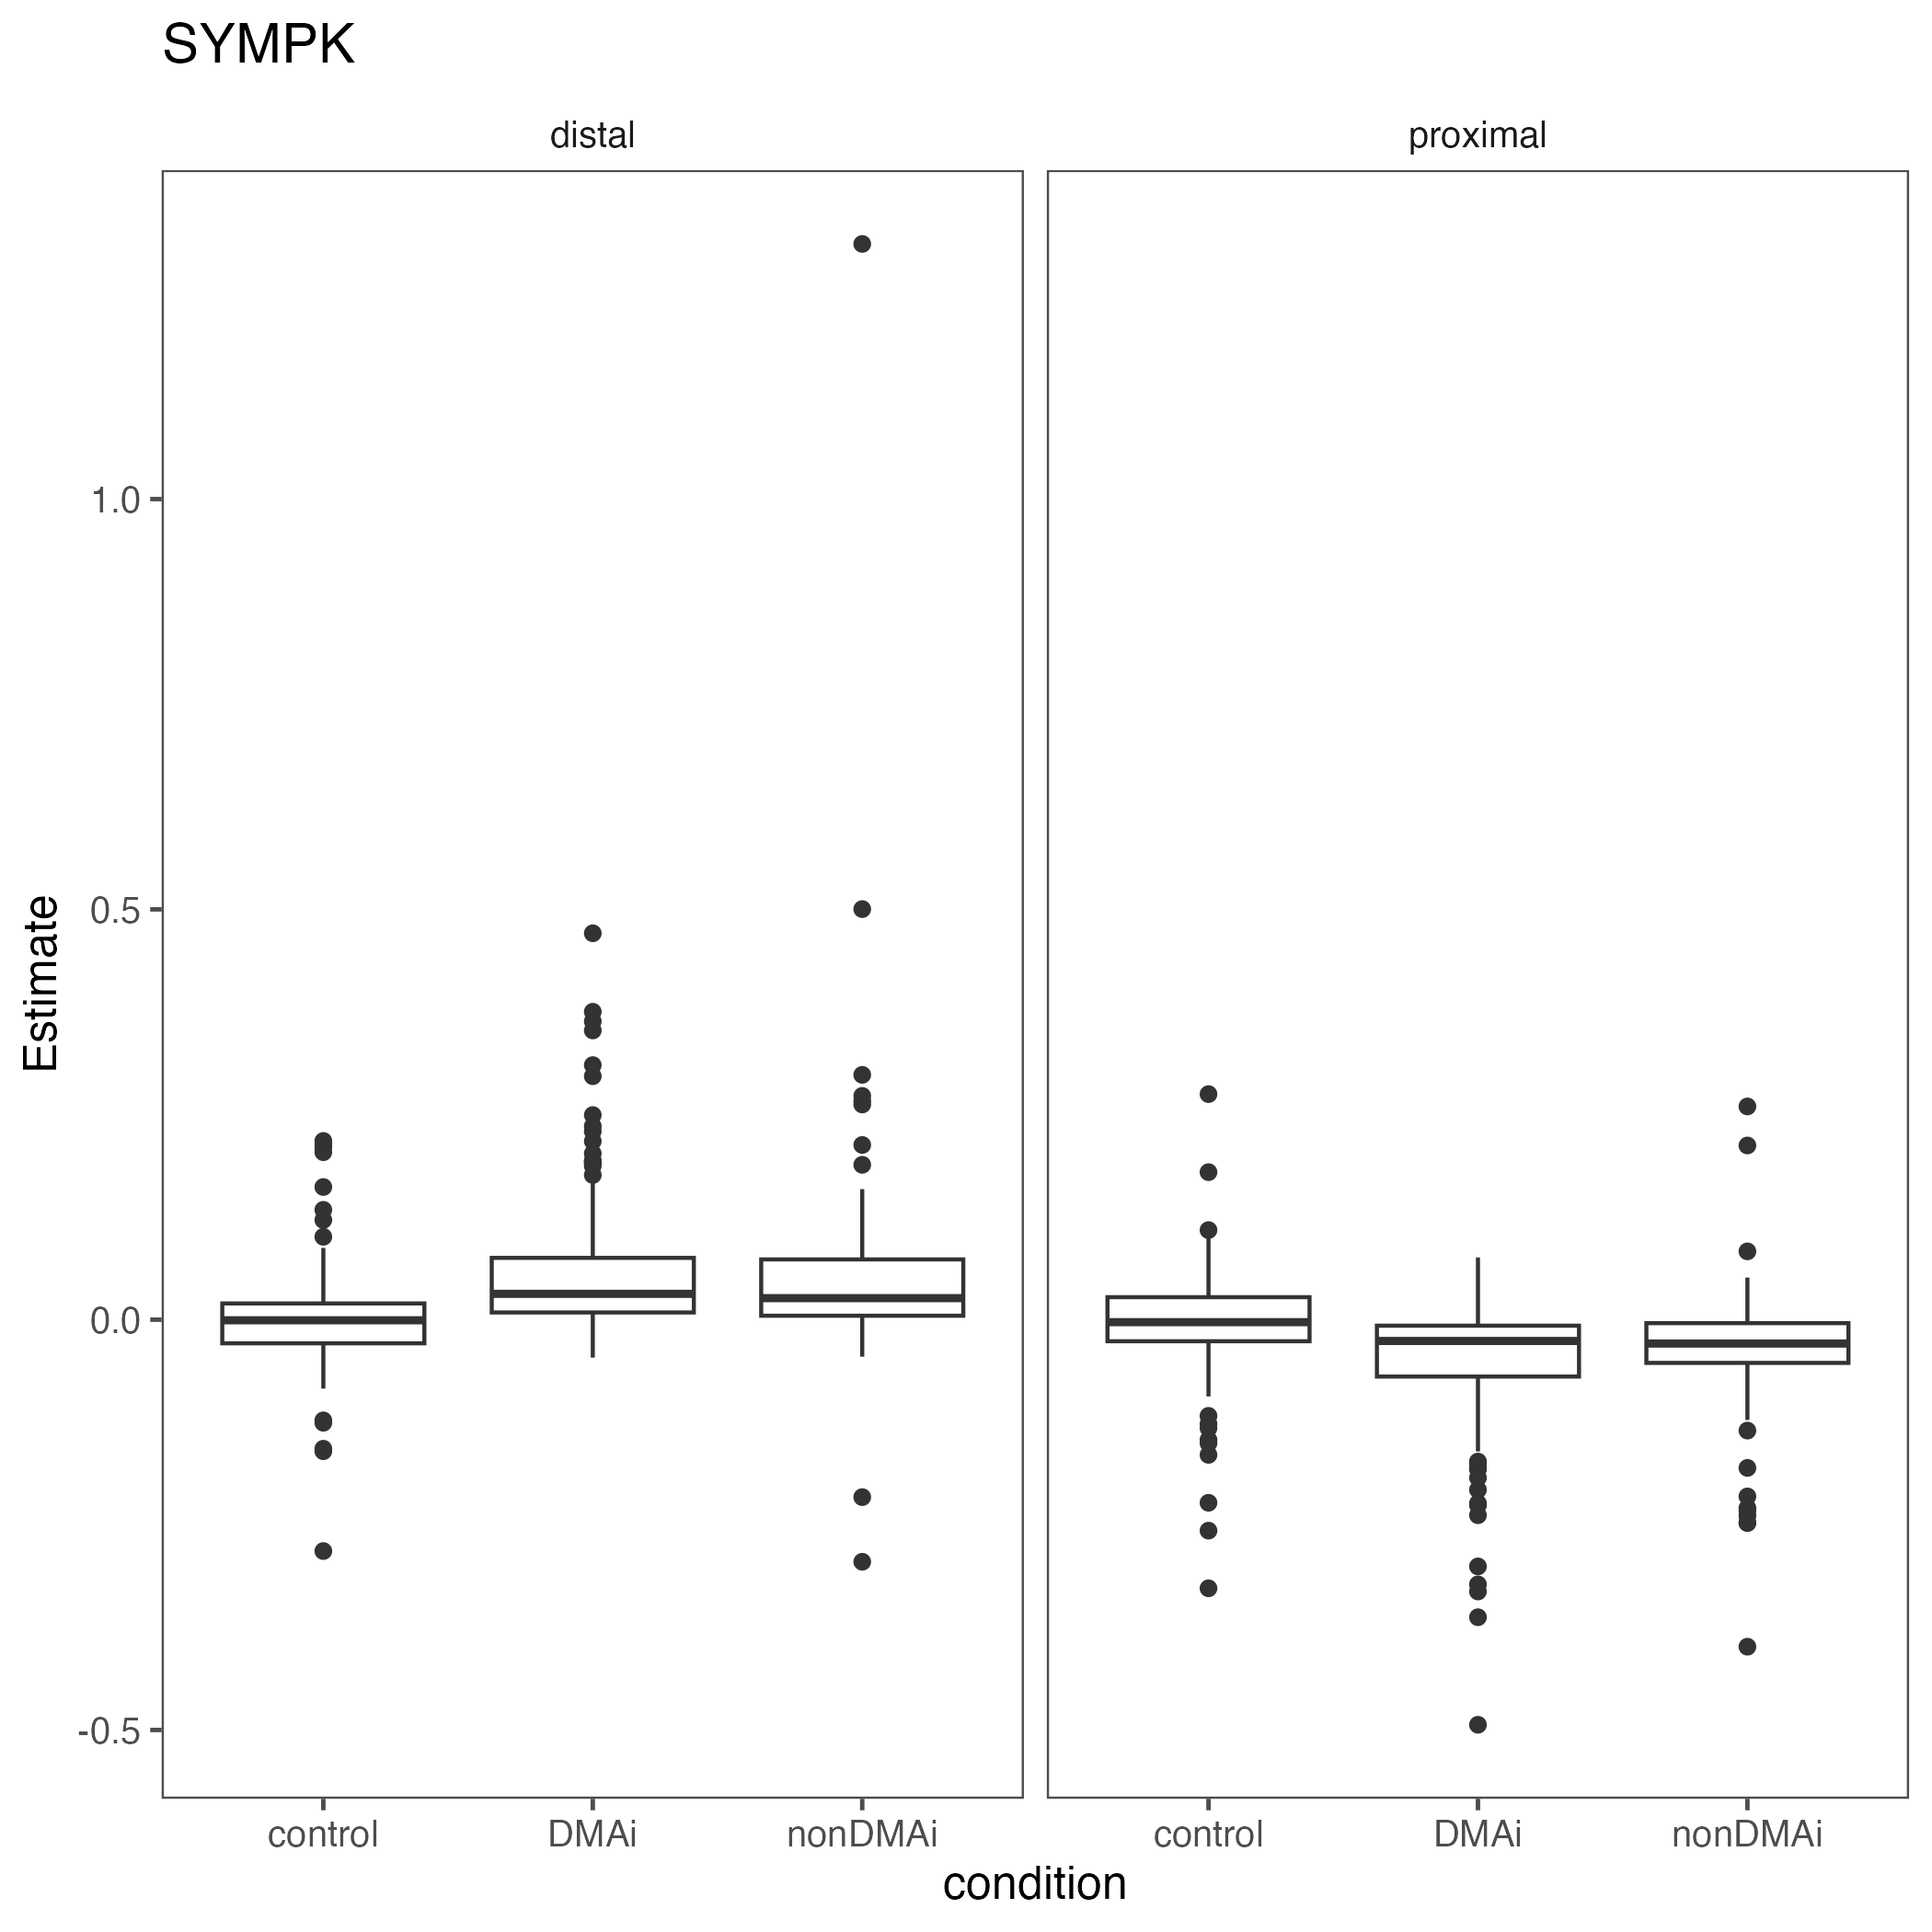 SYMPK
distal
proximal
Estimate
1.0
0.5
0.0
-0.5
control DMAi nonDMAi control DMAi nonDMAi
condition